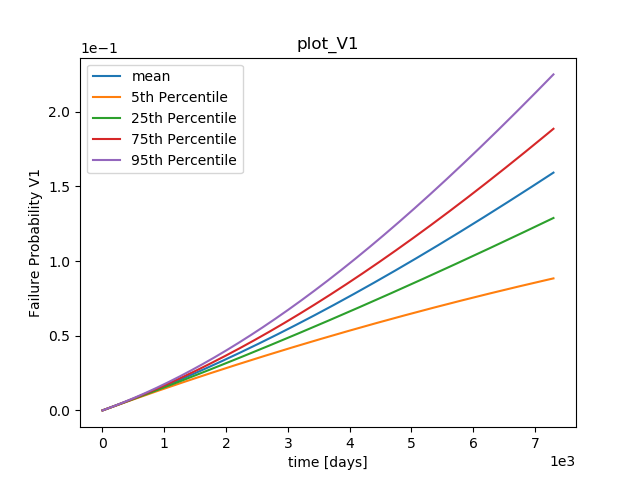 plot_V1
1e−1
mean
5th Percentile
25th Percentile
75th Percentile
95th Percentile
Failure Probability V1
2.0
1.5
1.0
0.5
0.0
0 1 2 3 4 5 6 7
1e3
time [days]